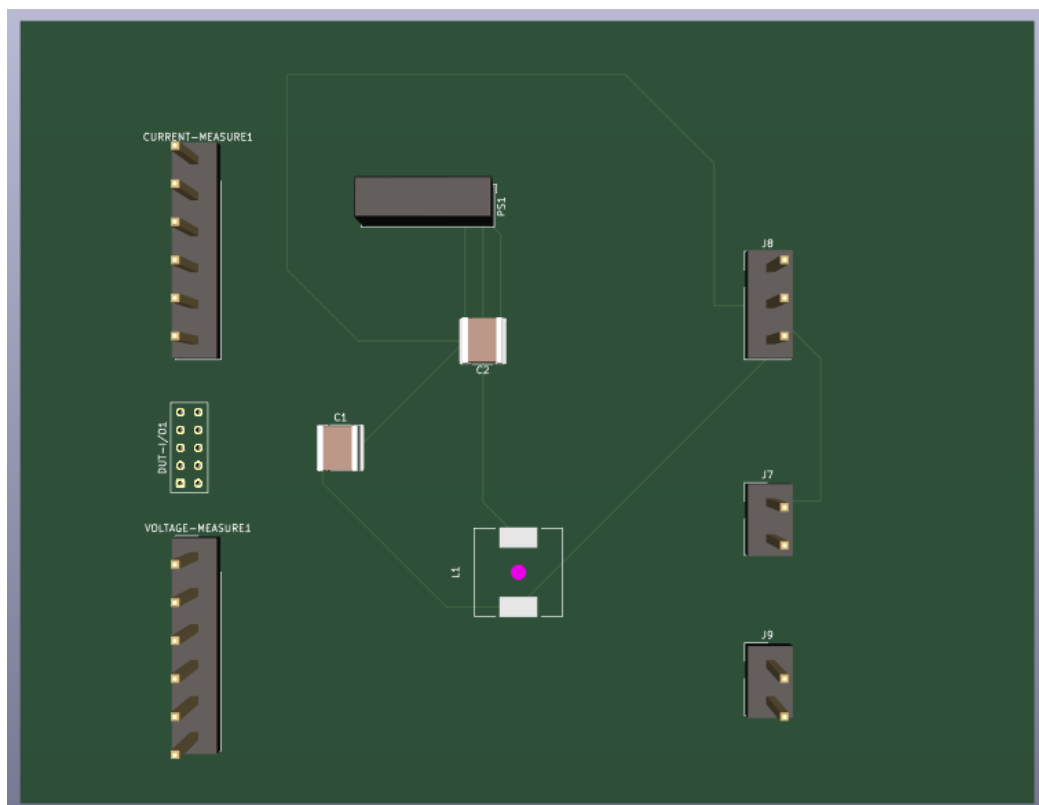 CURRENT-MEASURE1
PS1
J8
C2
C1
DUT-I/O1
J7
VOLTAGE-MEASURE1
L1
J9